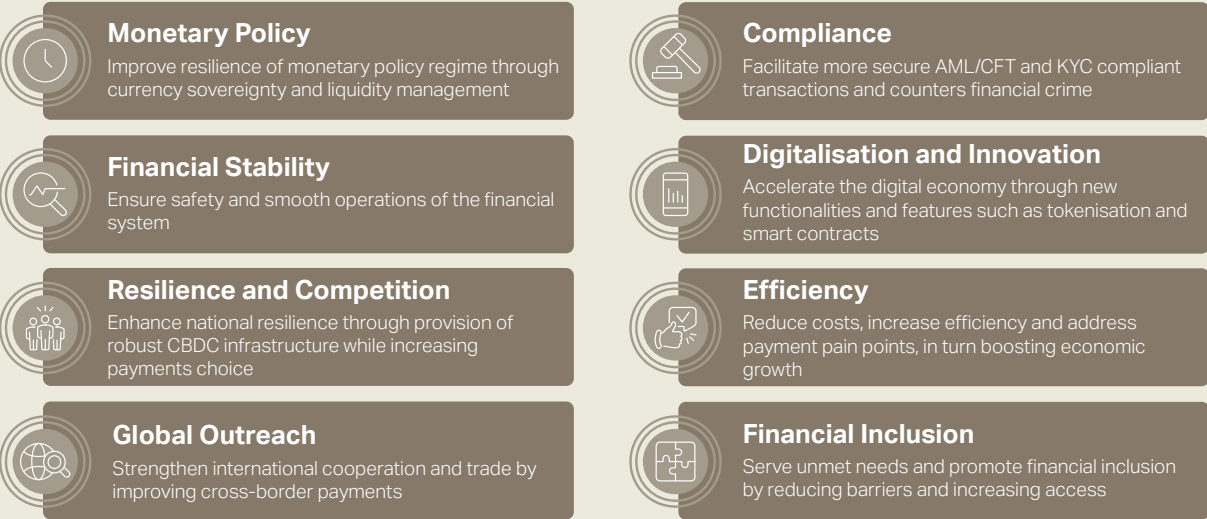 Monetary Policy
Improve resilience of monetary policy regime through
currency sovereignty and liquidity management
Financial Stability
Ensure safety and smooth operations of the financial
system
Resilience and Competition
Enhance national resilience through provision of
robust CBDC infrastructure while increasing
payments choice
Global Outreach
Strengthen international cooperation and trade by
improving cross-border payments
Compliance
Facilitate more secure AML/CFT and KYC compliant
transactions and counters financial crime
Digitalisation and Innovation
Accelerate the digital economy through new
functionalities and features such as tokenisation and
smart contracts
Efficiency
Reduce costs, increase efficiency and address
payment pain points, in turn boosting economic
growth
Financial Inclusion
Serve unmet needs and promote financial inclusion
by reducing barriers and increasing access